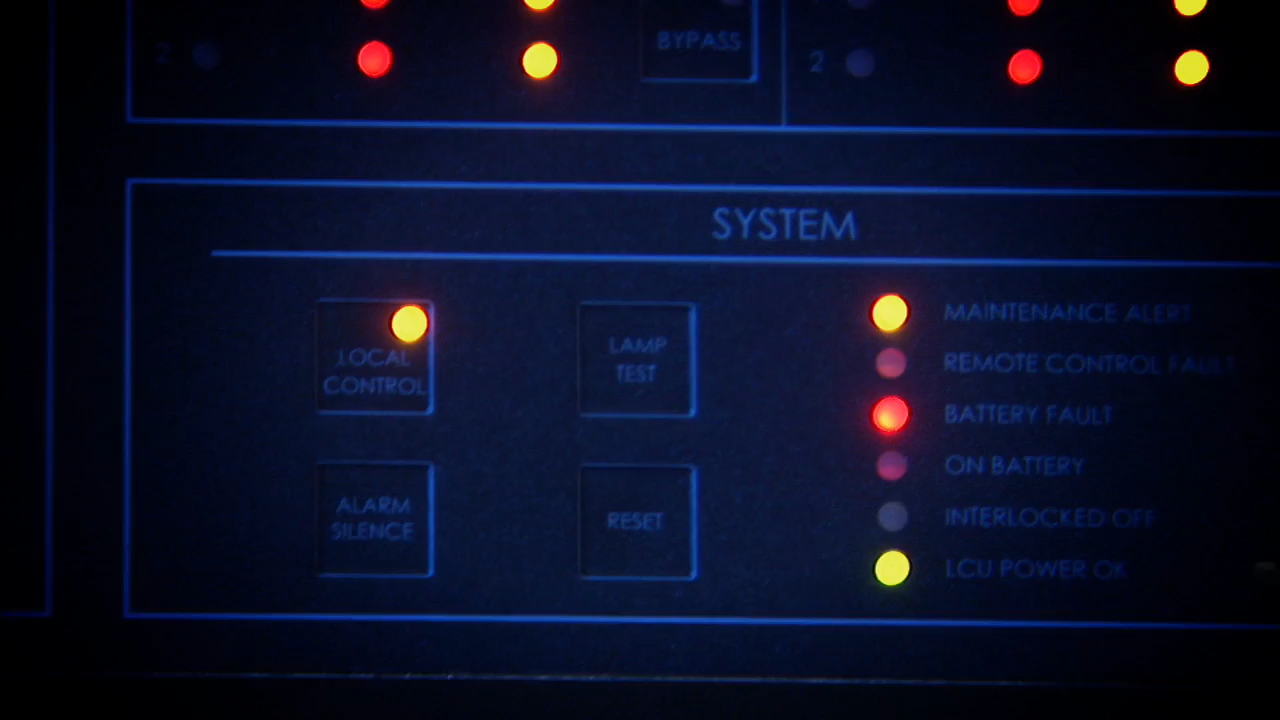 2
BYPASS
2
SYSTEM
LOCAL
CONTROL
LAMP
TEST
ALARM
SILENCE
RESET
MAINTENANCE ALERT
REMOTE CONTROL FAULT
BATTERY FAULT
ON BATTERY
INTERLOCKED OFF
LCU POWER OK